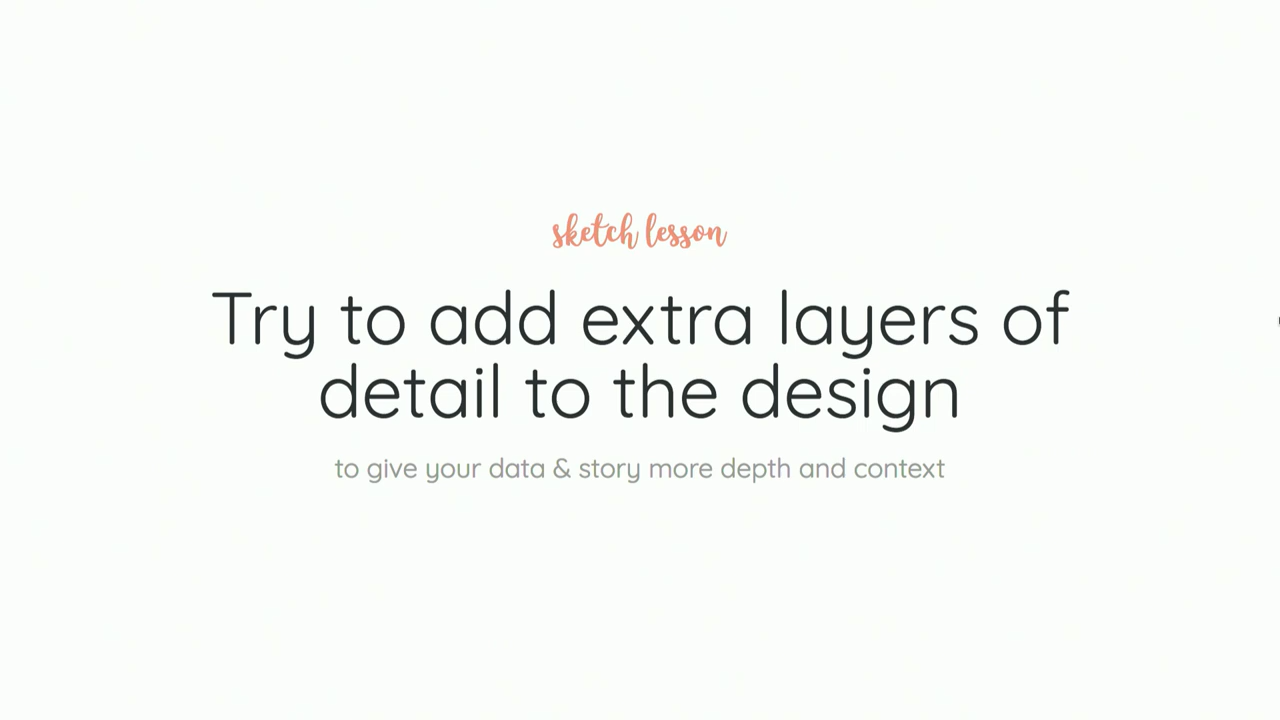 sketch lesson
Try to add extra layers of
detail to the design
to give your data & story more depth and context